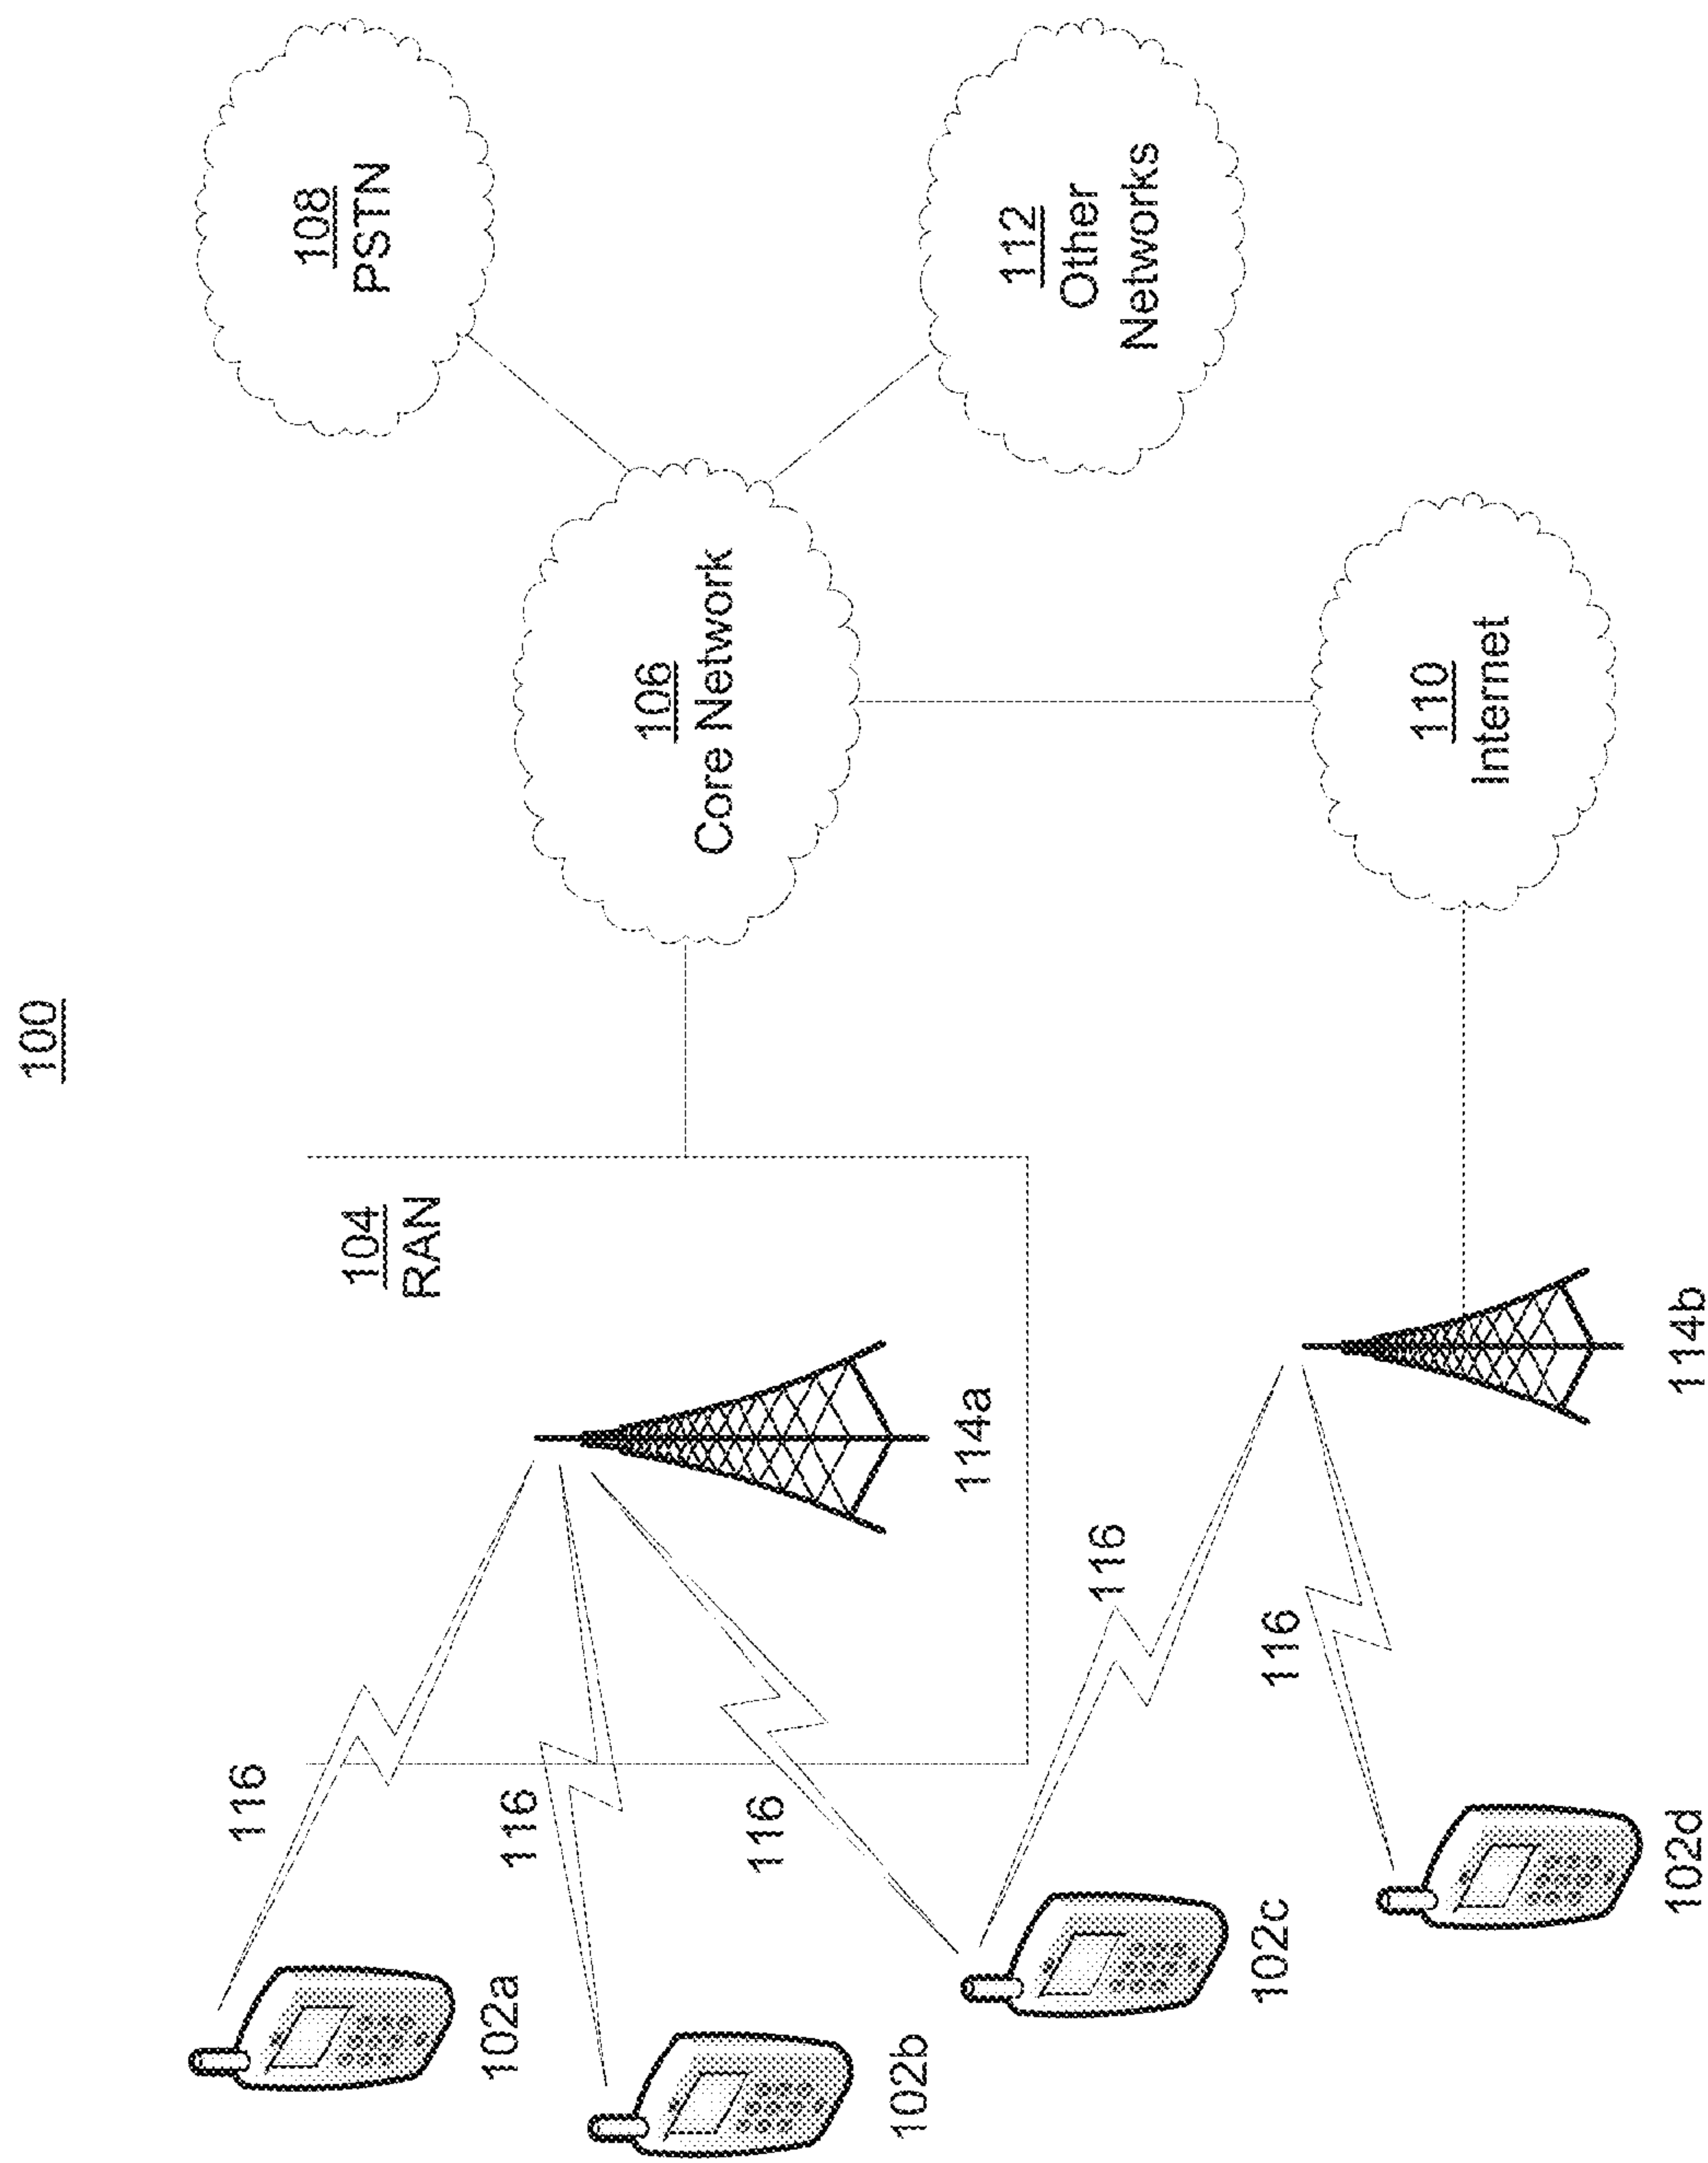 100
108
PSTN
104
RAN
116
102a
116
106
Core Network
116
102b
114a
112
Other
Networks
116
102c
116
110
Internet
102d
114b